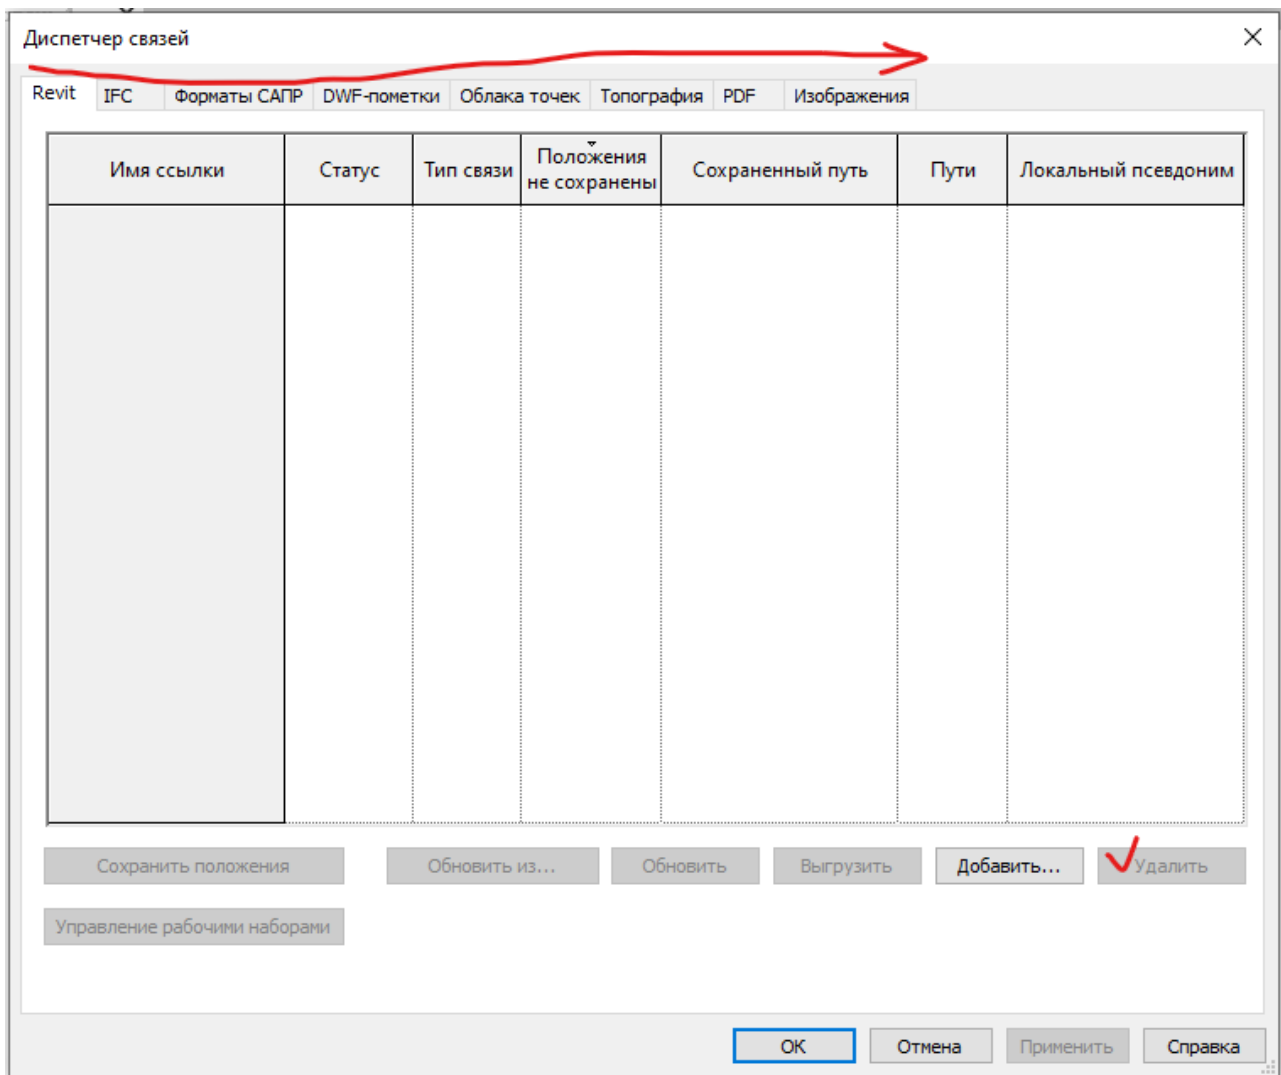 Диспетчер связей
Revit IFC Форматы САПР DWF-пометки Облака точек Топография PDF Изображения
Имя ссылки Статус Тип связи Положения не сохранены Сохраненный путь Пути Локальный псевдоним
Сохранить положения Обновить из... Обновить Выгрузить Добавить... Удалить
Управление рабочими наборами
ОК Отмена Применить Справка